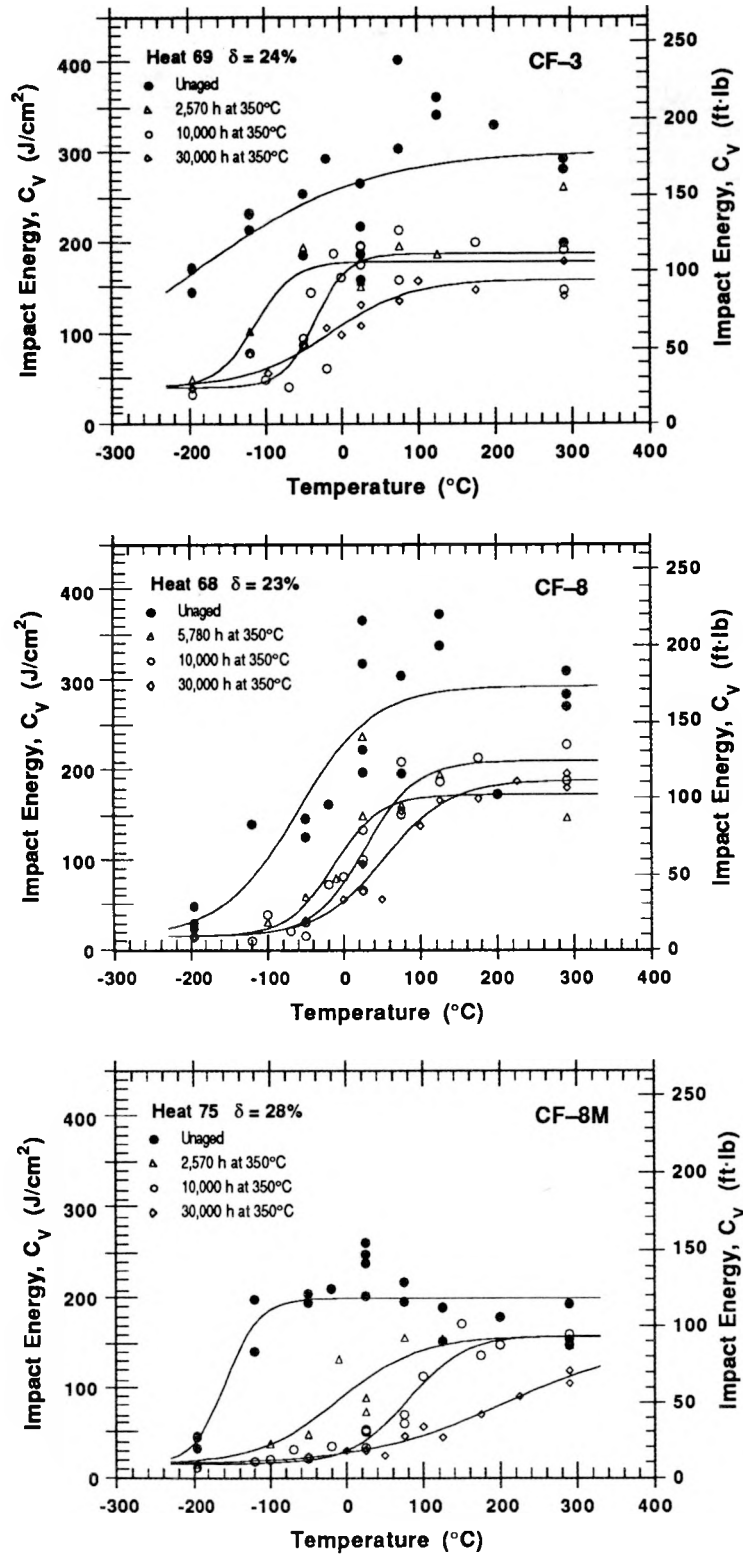 Heat 69 δ = 24% CF–3
● Unaged
▵ 2,570 h at 350°C
○ 10,000 h at 350°C
◇ 30,000 h at 350°C
Impact Energy, C_V (J/cm²)
400
300
200
100
0
Impact Energy, C_V (ft·lb)
250
200
150
100
50
0
-300 -200 -100 0 100 200 300 400
Temperature (°C)
Heat 68 δ = 23% CF–8
● Unaged
▵ 5,780 h at 350°C
○ 10,000 h at 350°C
◇ 30,000 h at 350°C
Impact Energy, C_V (J/cm²)
400
300
200
100
0
Impact Energy, C_V (ft·lb)
250
200
150
100
50
0
-300 -200 -100 0 100 200 300 400
Temperature (°C)
Heat 75 δ = 28% CF–8M
● Unaged
▵ 2,570 h at 350°C
○ 10,000 h at 350°C
◇ 30,000 h at 350°C
Impact Energy, C_V (J/cm²)
400
300
200
100
0
Impact Energy, C_V (ft·lb)
250
200
150
100
50
0
-300 -200 -100 0 100 200 300 400
Temperature (°C)